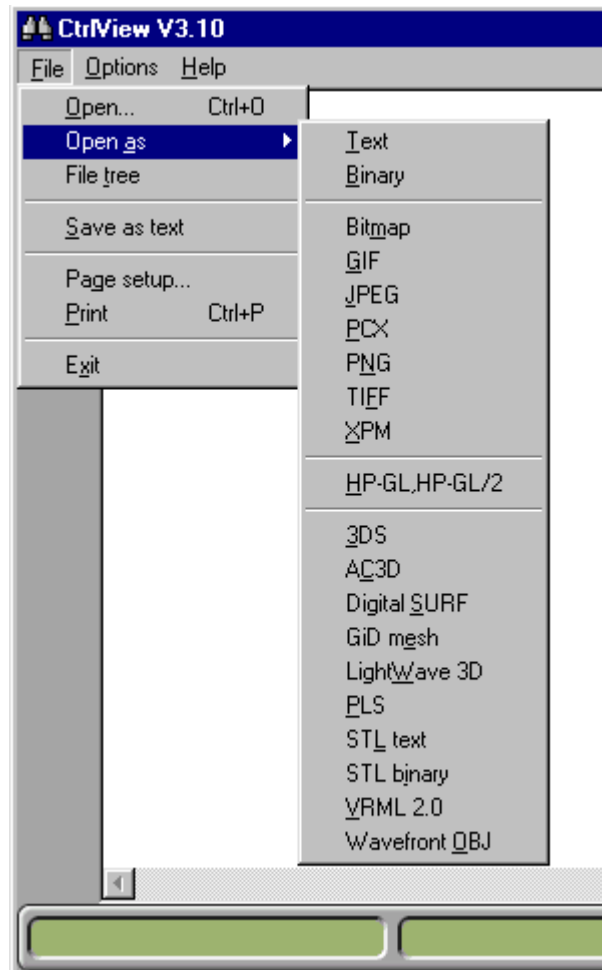 CtrlView V3.10
File Options Help
Open... Ctrl+O
Open as
File tree
Save as text
Page setup...
Print Ctrl+P
Exit
Text
Binary
Bitmap
GIF
JPEG
PCX
PNG
TIFF
XPM
HP-GL,HP-GL/2
3DS
AC3D
Digital SURF
GiD mesh
LightWave 3D
PLS
STL text
STL binary
VRML 2.0
Wavefront OBJ